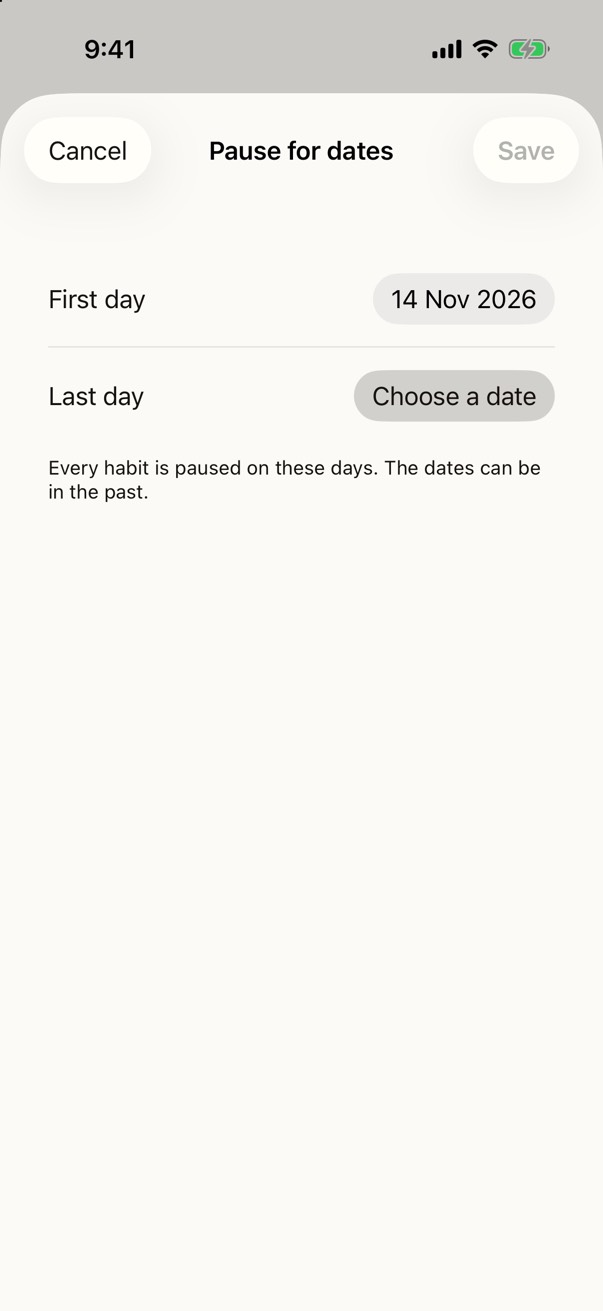 9:41
Cancel
Pause for dates
Save
First day
14 Nov 2026
Last day
Choose a date
Every habit is paused on these days. The dates can be
in the past.